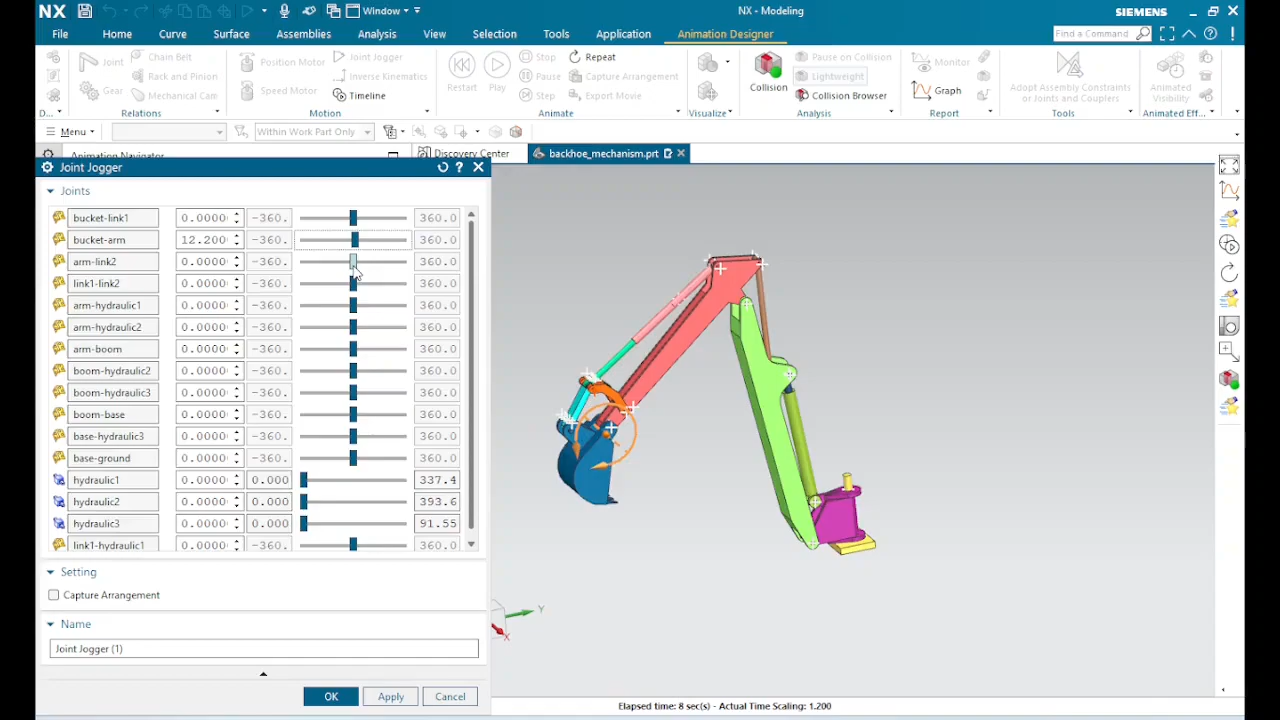 NX Window NX - Modeling SIEMENS
File Home Curve Surface Assemblies Analysis View Selection Tools Application Animation Designer Find a Command
Joint Chain Belt Position Motor Joint Jogger Stop Repeat Pause on Collision Monitor
Gear Rack and Pinion Speed Motor Inverse Kinematics Restart Play Pause Capture Arrangement Collision Lightweight Graph Adopt Assembly Constraints or Joints and Couplers Animated Visibility
Mechanical Cam Timeline Step Export Movie Collision Browser
D... Relations Motion Animate Visualize Analysis Report Tools Animated Eff...
Menu Within Work Part Only
Animation Navigator Discovery Center backhoe_mechanism.prt
Joint Jogger
Joints
bucket-link1 0.0000 -360. 360.0
bucket-arm 12.200 -360. 360.0
arm-link2 0.0000 -360. 360.0
link1-link2 0.0000 -360. 360.0
arm-hydraulic1 0.0000 -360. 360.0
arm-hydraulic2 0.0000 -360. 360.0
arm-boom 0.0000 -360. 360.0
boom-hydraulic2 0.0000 -360. 360.0
boom-hydraulic3 0.0000 -360. 360.0
boom-base 0.0000 -360. 360.0
base-hydraulic3 0.0000 -360. 360.0
base-ground 0.0000 -360. 360.0
hydraulic1 0.0000 0.000 337.4
hydraulic2 0.0000 0.000 393.6
hydraulic3 0.0000 0.000 91.55
link1-hydraulic1 0.0000 -360. 360.0
Setting
Capture Arrangement
Name
Joint Jogger (1)
OK Apply Cancel
Y
X
Elapsed time: 8 sec(s) - Actual Time Scaling: 1.200